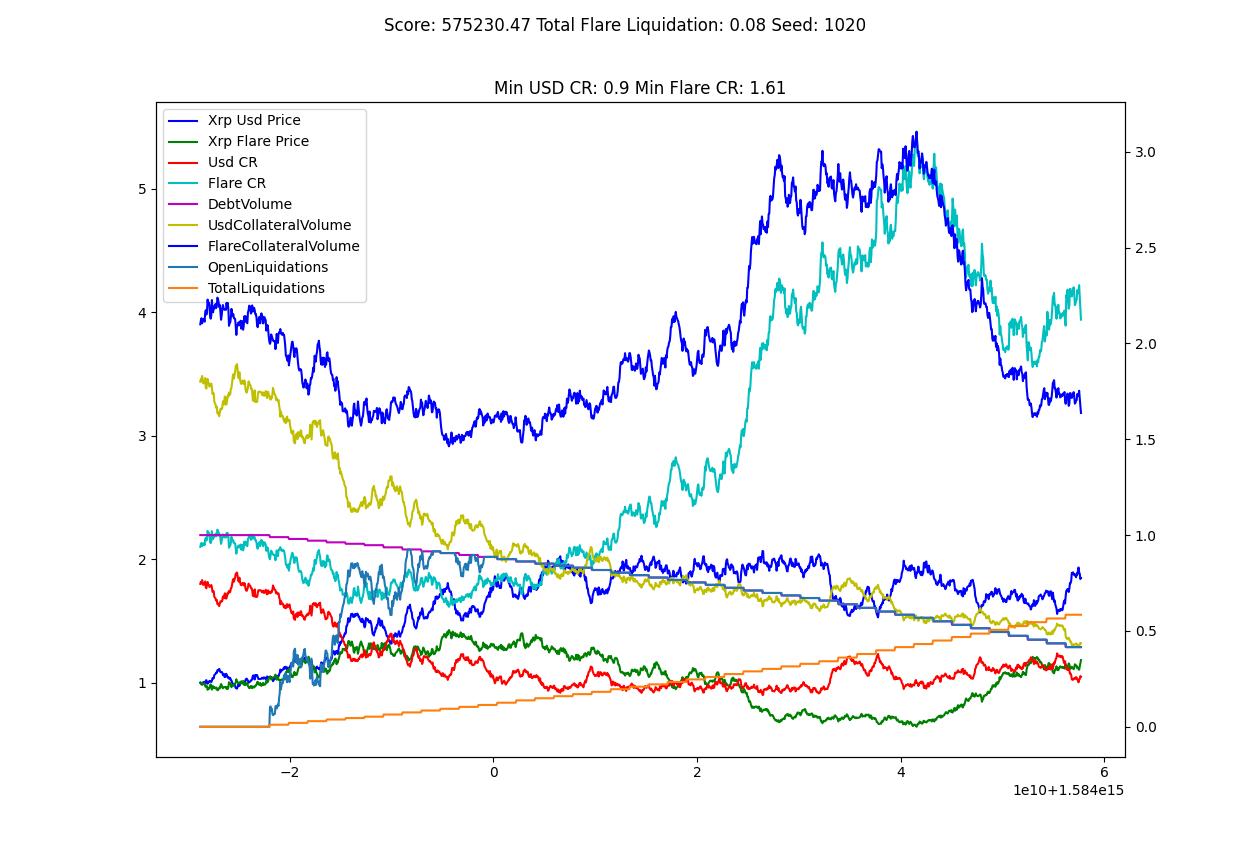 Score: 575230.47 Total Flare Liquidation: 0.08 Seed: 1020
Min USD CR: 0.9 Min Flare CR: 1.61
Xrp Usd Price
Xrp Flare Price
Usd CR
Flare CR
DebtVolume
UsdCollateralVolume
FlareCollateralVolume
OpenLiquidations
TotalLiquidations
5
4
3
2
1
3.0
2.5
2.0
1.5
1.0
0.5
0.0
−2 0 2 4 6
1e10+1.584e15